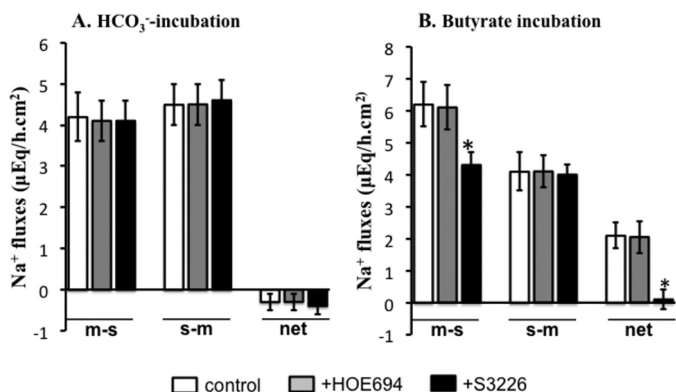 A. HCO₃⁻-incubation
Na⁺ fluxes (µEq/h.cm²)
6
5
4
3
2
1
0
-1
m-s
s-m
net
B. Butyrate incubation
Na⁺ fluxes (µEq/h.cm²)
8
7
6
5
4
3
2
1
0
-1
*
*
m-s
s-m
net
control
+HOE694
+S3226